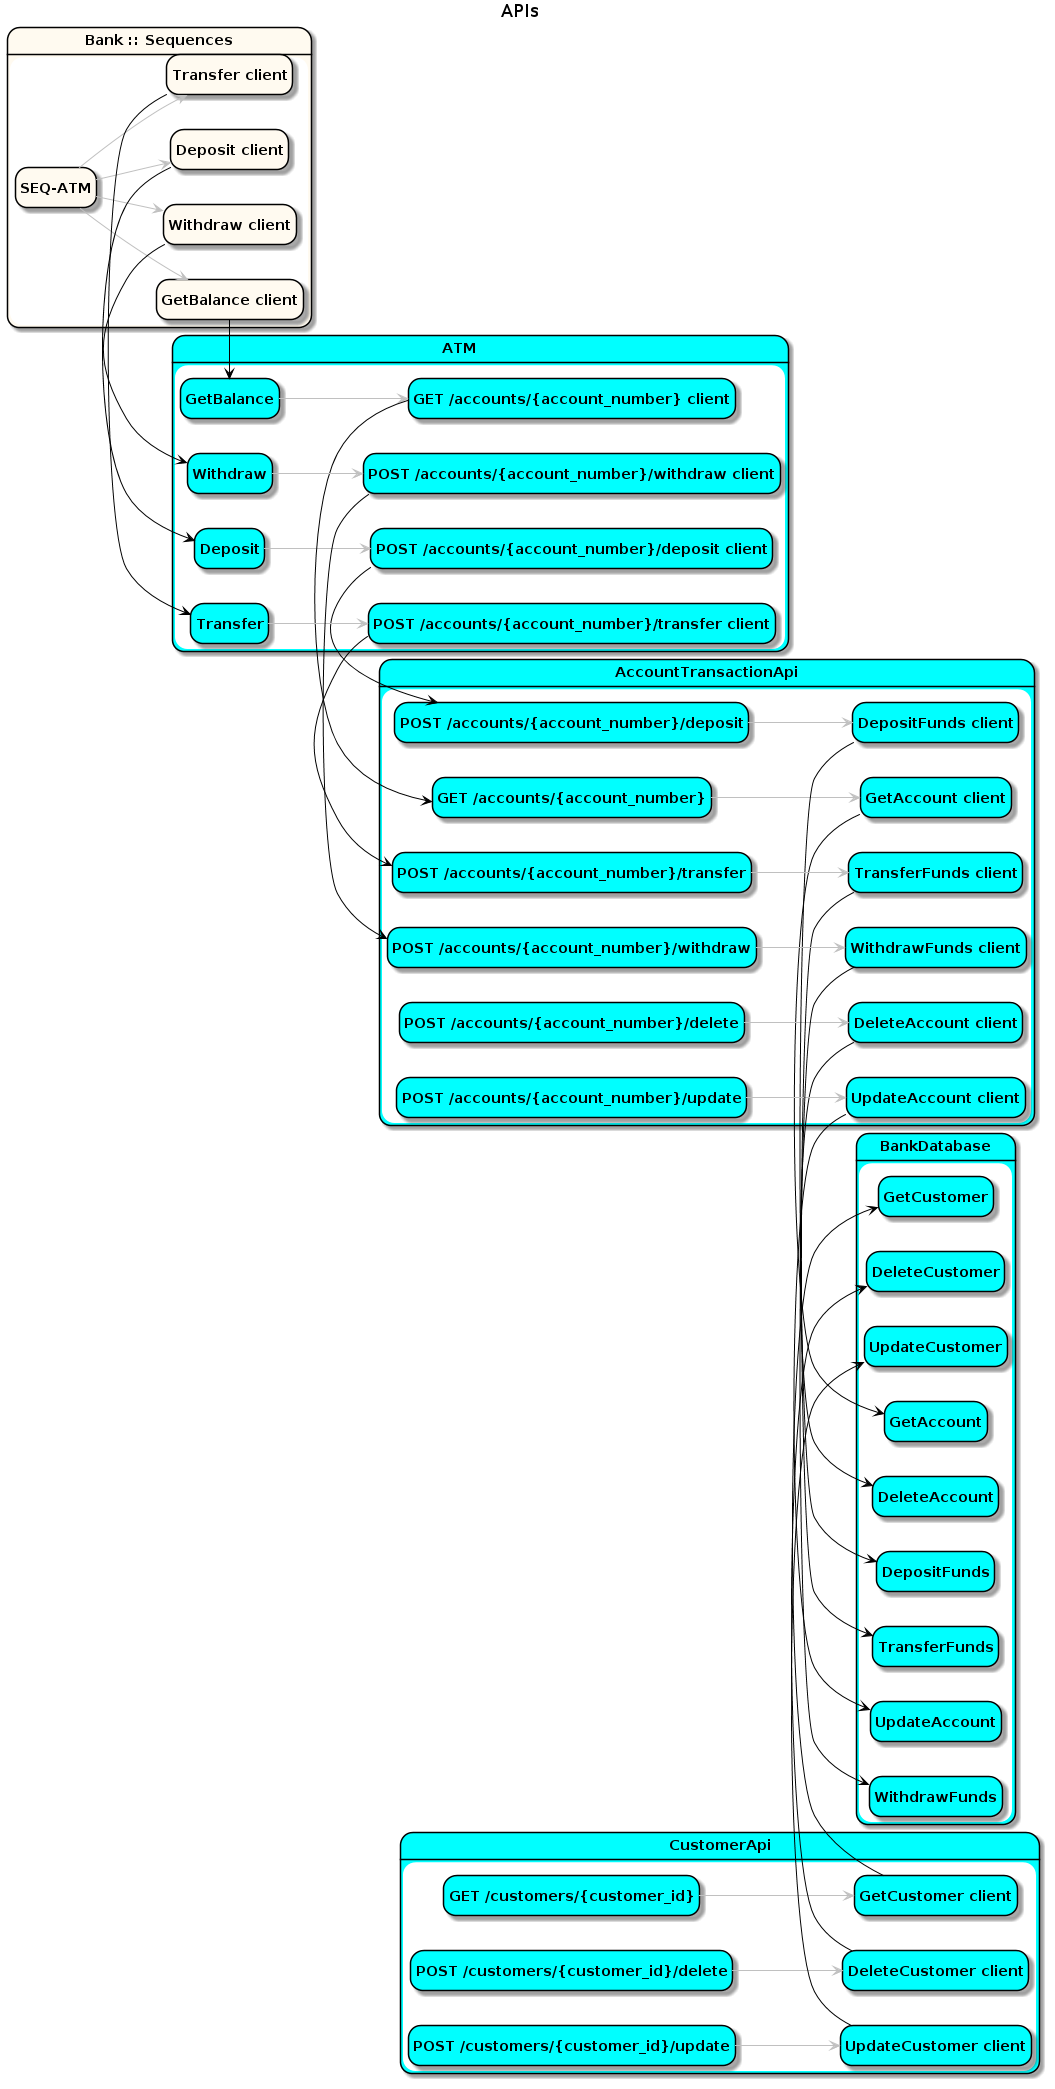 APIs
Bank :: Sequences
Transfer client
Deposit client
SEQ-ATM
Withdraw client
GetBalance client
ATM
GetBalance
GET /accounts/{account_number} client
Withdraw
POST /accounts/{account_number}/withdraw client
Deposit
POST /accounts/{account_number}/deposit client
Transfer
POST /accounts/{account_number}/transfer client
AccountTransactionApi
POST /accounts/{account_number}/deposit
DepositFunds client
GET /accounts/{account_number}
GetAccount client
POST /accounts/{account_number}/transfer
TransferFunds client
POST /accounts/{account_number}/withdraw
WithdrawFunds client
POST /accounts/{account_number}/delete
DeleteAccount client
POST /accounts/{account_number}/update
UpdateAccount client
BankDatabase
GetCustomer
DeleteCustomer
UpdateCustomer
GetAccount
DeleteAccount
DepositFunds
TransferFunds
UpdateAccount
WithdrawFunds
CustomerApi
GET /customers/{customer_id}
GetCustomer client
POST /customers/{customer_id}/delete
DeleteCustomer client
POST /customers/{customer_id}/update
UpdateCustomer client